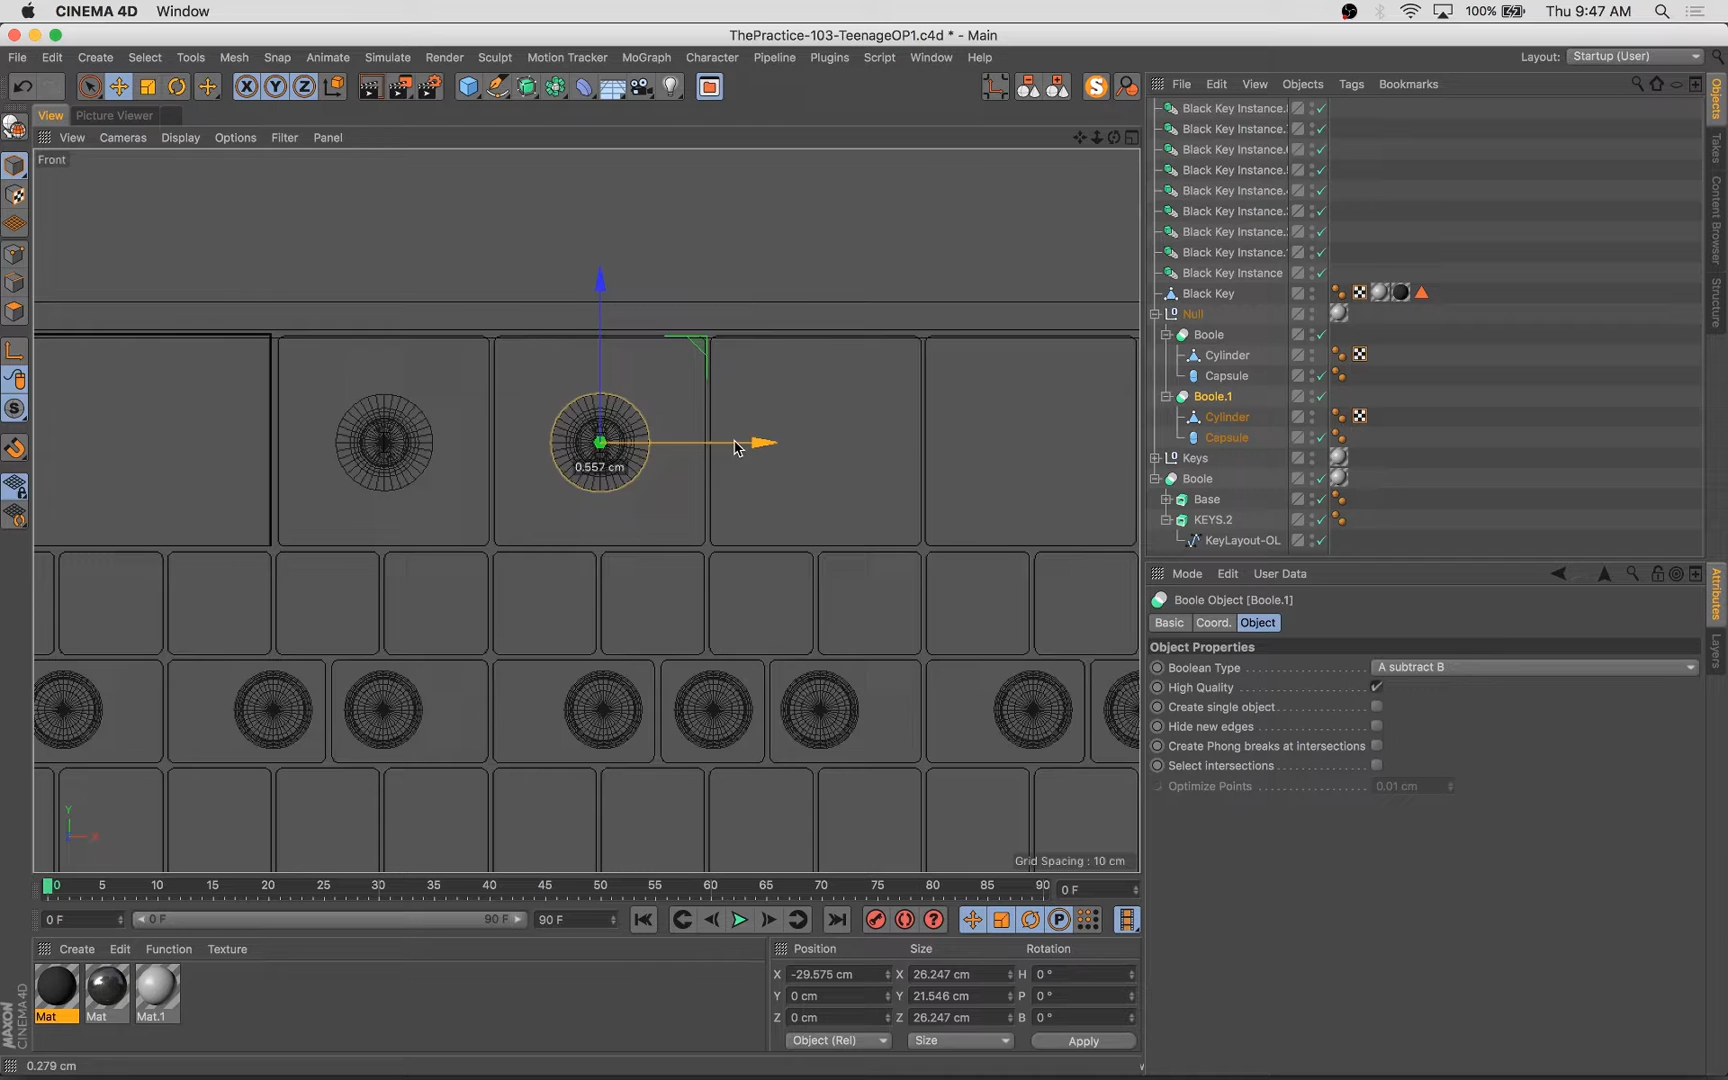 CINEMA 4D Window 100% Thu 9:47 AM
ThePractice-103-TeenageOP1.c4d * - Main
File Edit Create Select Tools Mesh Snap Animate Simulate Render Sculpt Motion Tracker MoGraph Character Pipeline Plugins Script Window Help Layout: Startup (User)
X Y Z
File Edit View Objects Tags Bookmarks
View Picture Viewer
View Cameras Display Options Filter Panel
Front
0.557 cm
Y
X
Grid Spacing : 10 cm
Black Key Instance.
Black Key Instance.
Black Key Instance.
Black Key Instance.
Black Key Instance.
Black Key Instance.
Black Key Instance.
Black Key Instance.
Black Key Instance
Black Key
Null
Boole
Cylinder
Capsule
Boole.1
Cylinder
Capsule
Keys
Boole
Base
KEYS.2
KeyLayout-OL
Objects
Takes
Content Browser
Structure
Mode Edit User Data
Boole Object [Boole.1]
Basic Coord. Object
Object Properties
Boolean Type A subtract B
High Quality
Create single object
Hide new edges
Create Phong breaks at intersections
Select intersections
Optimize Points 0.01 cm
Attributes
Layers
0 5 10 15 20 25 30 35 40 45 50 55 60 65 70 75 80 85 90 0 F
0 F 0 F 90 F 90 F
Create Edit Function Texture
Mat Mat Mat.1
Position Size Rotation
X -29.575 cm X 26.247 cm H 0 °
Y 0 cm Y 21.546 cm P 0 °
Z 0 cm Z 26.247 cm B 0 °
Object (Rel) Size Apply
MAXON
CINEMA 4D
0.279 cm